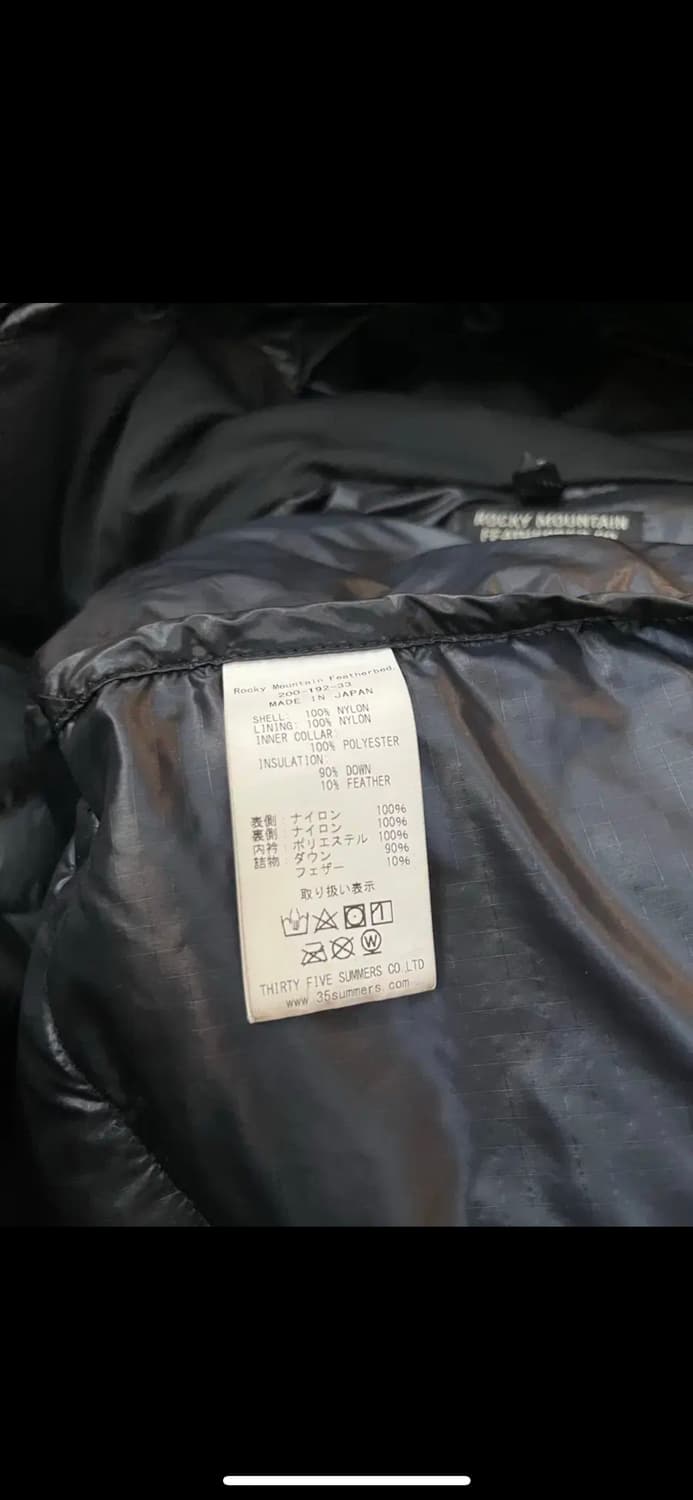 ROCKY MOUNTAIN
Rocky Mountain Featherbed.
200-192-33
MADE IN JAPAN
SHELL: 100% NYLON
LINING: 100% NYLON
INNER COLLAR:
100% POLYESTER
INSULATION:
90% DOWN
10% FEATHER
表側：ナイロン 100%
裏側：ナイロン 100%
内衿：ポリエステル 100%
詰物：ダウン 90%
フェザー 10%
取り扱い表示
W
THIRTY FIVE SUMMERS CO.LTD
www.35summers.com